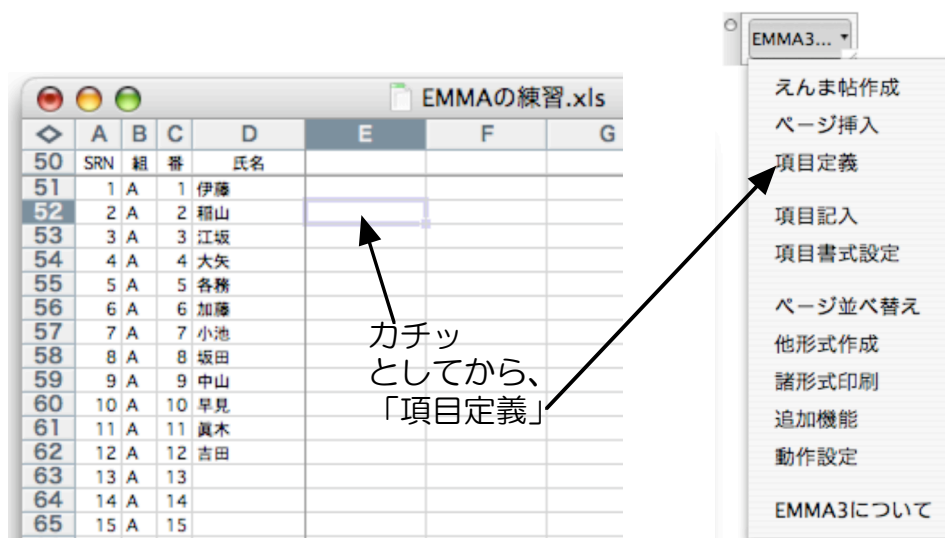 EMMAの練習.xls
A B C D E F G
50 SRN 組 番 氏名
51 1 A 1 伊藤
52 2 A 2 稲山
53 3 A 3 江坂
54 4 A 4 大矢
55 5 A 5 各務
56 6 A 6 加藤
57 7 A 7 小池
58 8 A 8 坂田
59 9 A 9 中山
60 10 A 10 早見
61 11 A 11 眞木
62 12 A 12 吉田
63 13 A 13
64 14 A 14
65 15 A 15
カチッ
としてから、
「項目定義」
EMMA3...
えんま帖作成
ページ挿入
項目定義
項目記入
項目書式設定
ページ並べ替え
他形式作成
諸形式印刷
追加機能
動作設定
EMMA3について